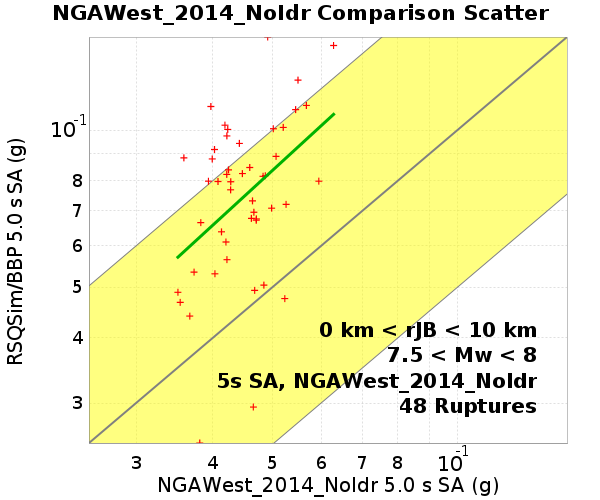 NGAWest_2014_NoIdr Comparison Scatter
RSQSim/BBP 5.0 s SA (g)
10-1
8
7
6
5
4
3
0 km < rJB < 10 km
7.5 < Mw < 8
5s SA, NGAWest_2014_NoIdr
48 Ruptures
3 4 5 6 7 8 10-1
NGAWest_2014_NoIdr 5.0 s SA (g)